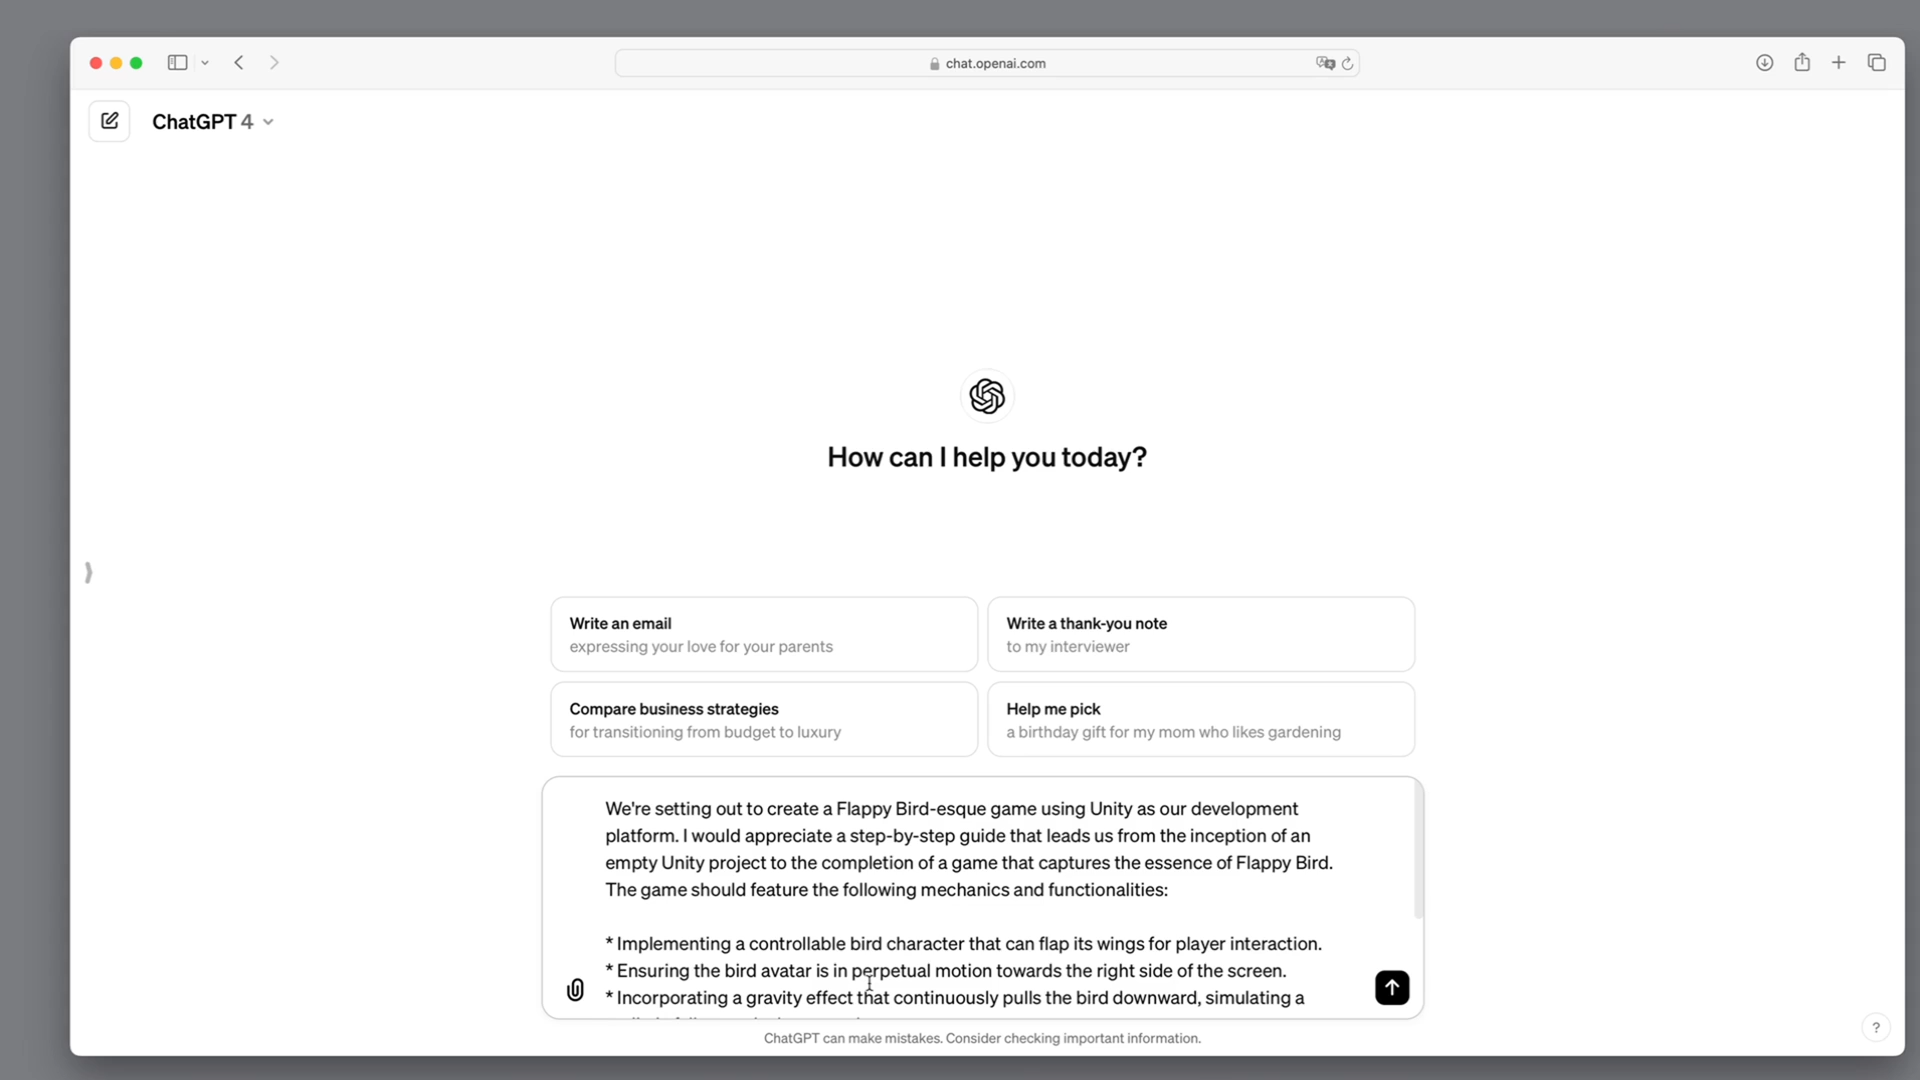 chat.openai.com
ChatGPT 4
How can I help you today?
Write an email
expressing your love for your parents
Write a thank-you note
to my interviewer
Compare business strategies
for transitioning from budget to luxury
Help me pick
a birthday gift for my mom who likes gardening
We're setting out to create a Flappy Bird-esque game using Unity as our development
platform. I would appreciate a step-by-step guide that leads us from the inception of an
empty Unity project to the completion of a game that captures the essence of Flappy Bird.
The game should feature the following mechanics and functionalities:
* Implementing a controllable bird character that can flap its wings for player interaction.
* Ensuring the bird avatar is in perpetual motion towards the right side of the screen.
* Incorporating a gravity effect that continuously pulls the bird downward, simulating a
ChatGPT can make mistakes. Consider checking important information.
?